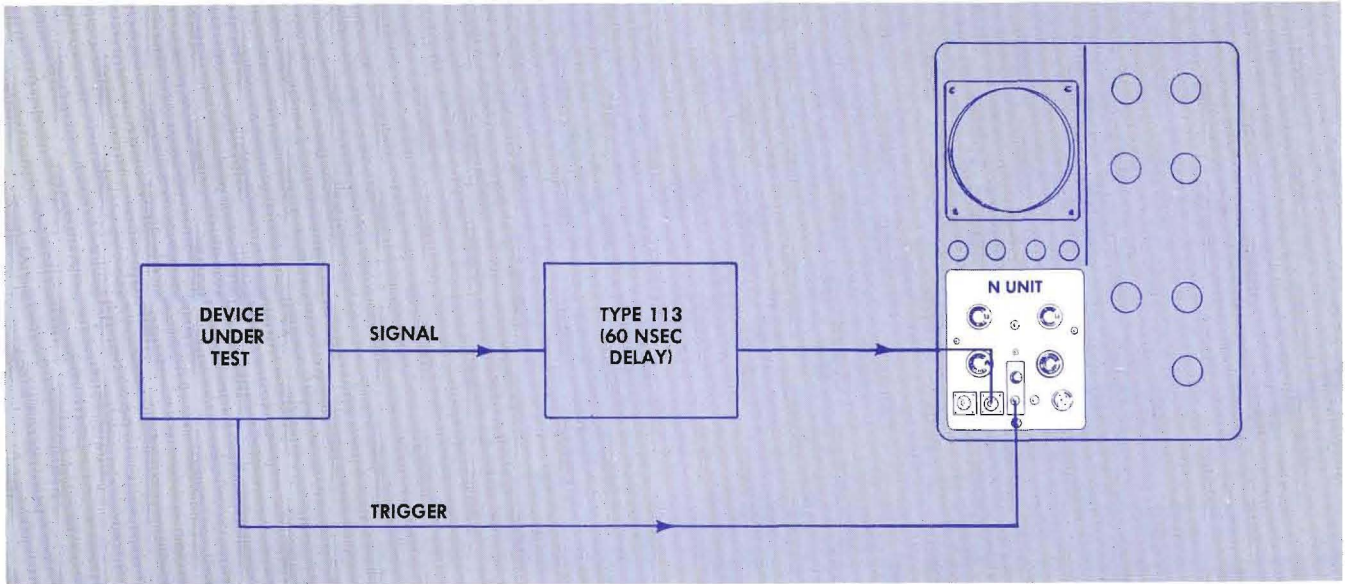 DEVICE
UNDER
TEST
SIGNAL
TYPE 113
(60 NSEC
DELAY)
N UNIT
TRIGGER